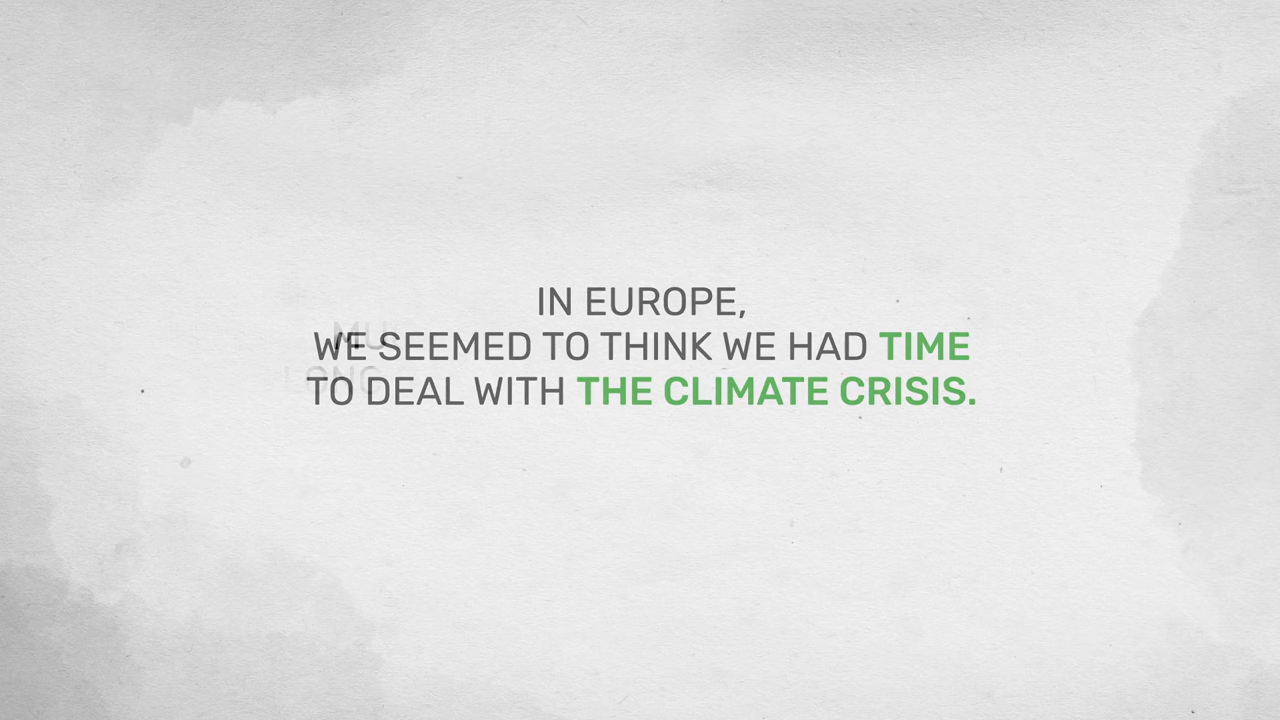 IN EUROPE,
WE SEEMED TO THINK WE HAD TIME
TO DEAL WITH THE CLIMATE CRISIS.